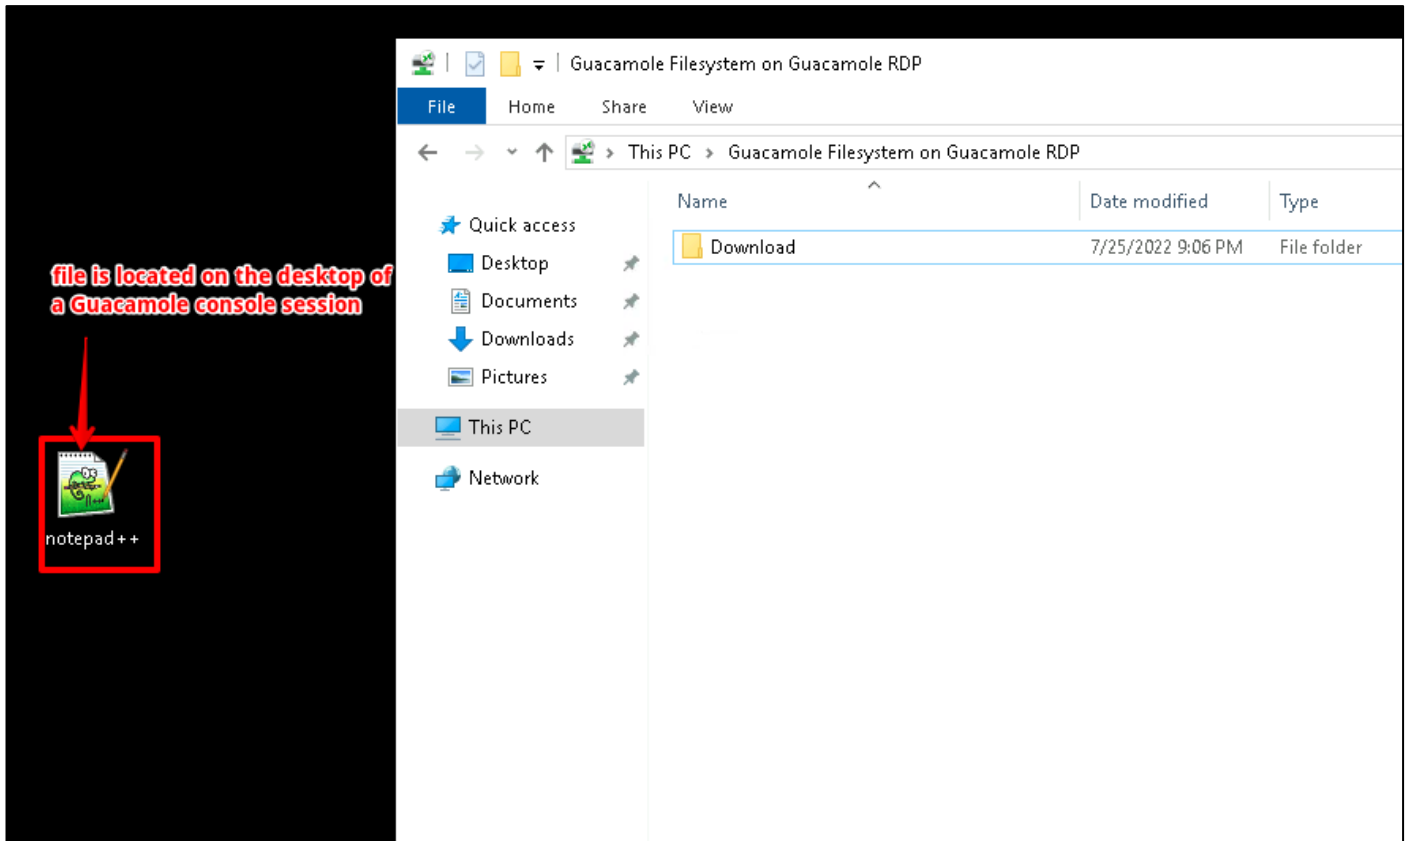 Guacamole Filesystem on Guacamole RDP
File Home Share View
This PC > Guacamole Filesystem on Guacamole RDP
Name Date modified Type
Quick access
Download 7/25/2022 9:06 PM File folder
Desktop
file is located on the desktop of
a Guacamole console session
Documents
Downloads
Pictures
This PC
Network
notepad++